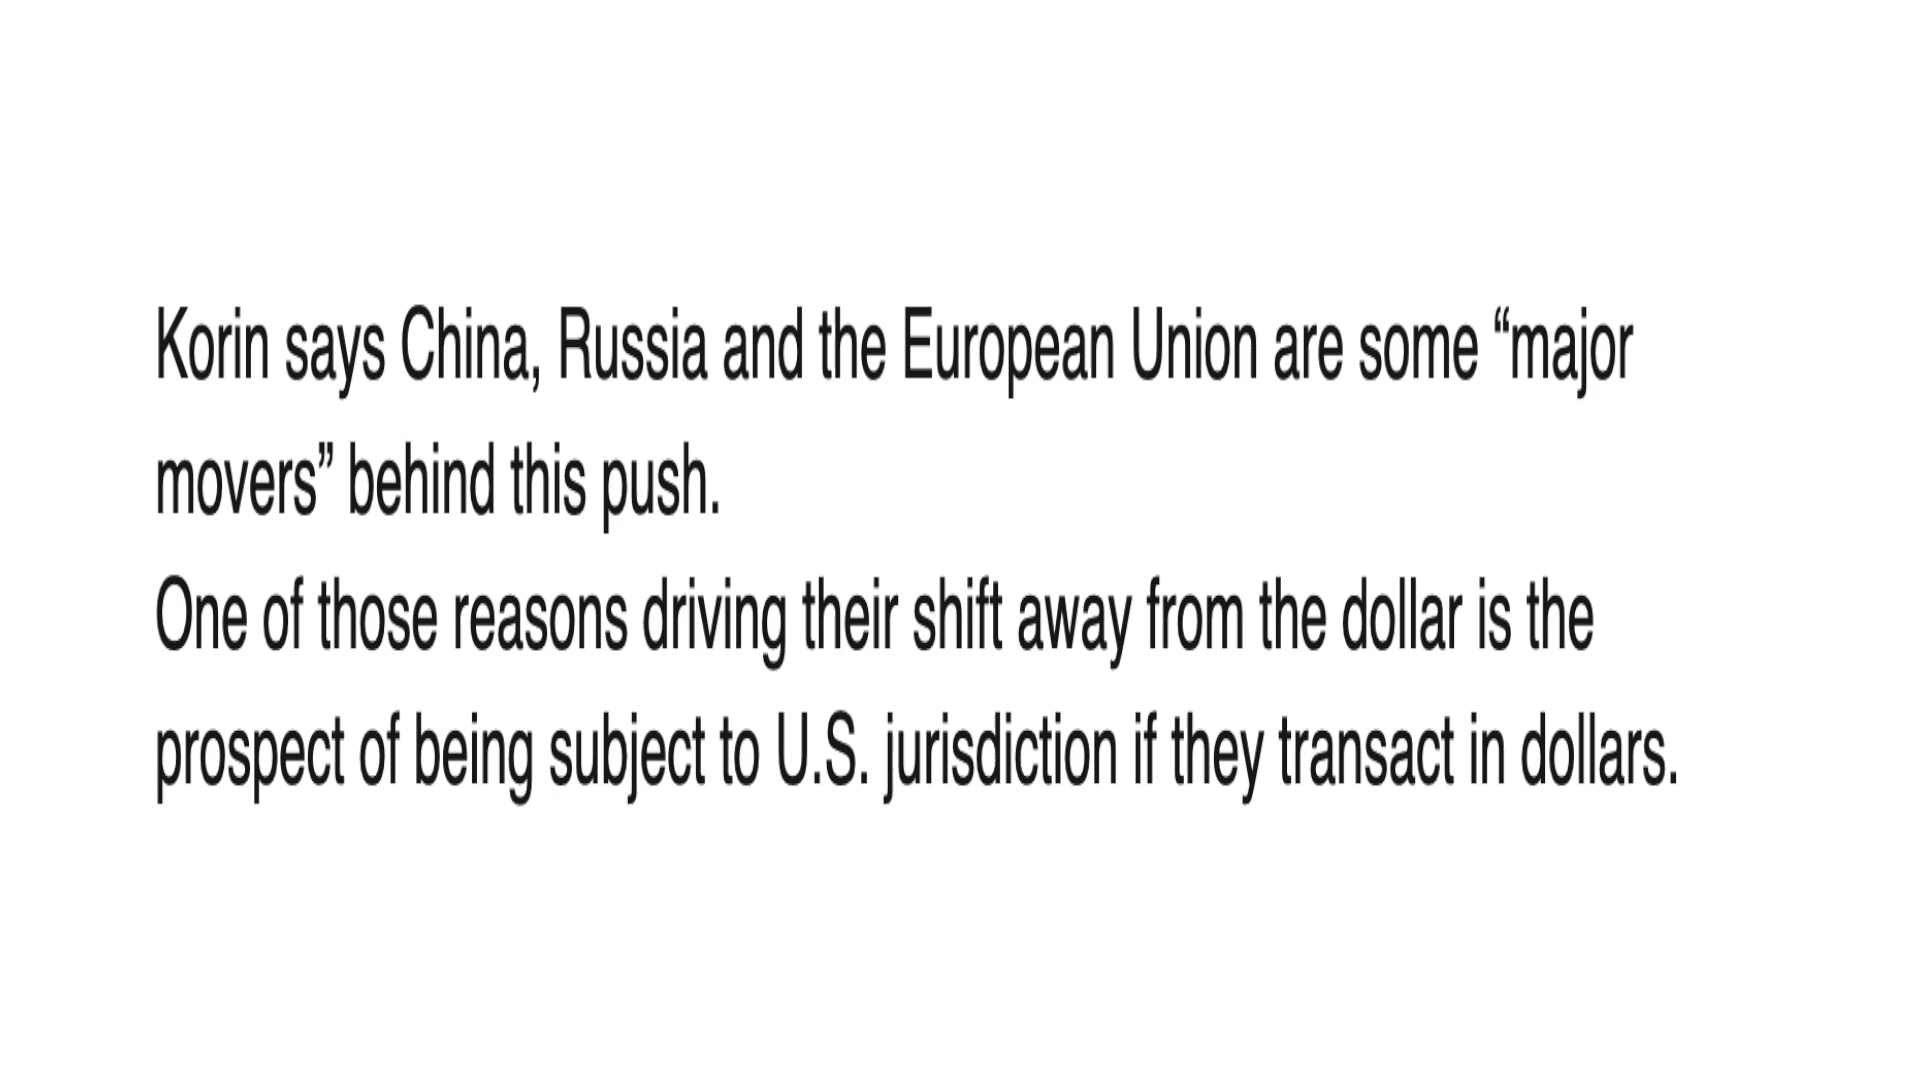 Korin says China, Russia and the European Union are some “major
movers” behind this push.
One of those reasons driving their shift away from the dollar is the
prospect of being subject to U.S. jurisdiction if they transact in dollars.